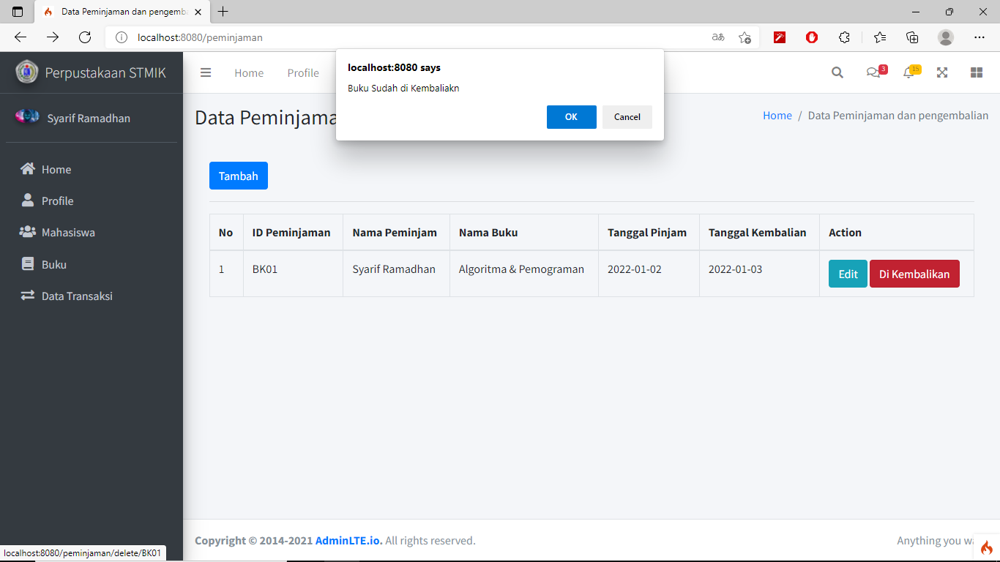 Data Peminjaman dan pengemba
localhost:8080/peminjaman
Perpustakaan STMIK
Home Profile
3
15
localhost:8080 says
Buku Sudah di Kembaliakn
OK Cancel
Syarif Ramadhan
Home
Profile
Mahasiswa
Buku
Data Transaksi
Data Peminjama
Home / Data Peminjaman dan pengembalian
Tambah
No ID Peminjaman Nama Peminjam Nama Buku Tanggal Pinjam Tanggal Kembalian Action
1 BK01 Syarif Ramadhan Algoritma & Pemograman 2022-01-02 2022-01-03 Edit Di Kembalikan
Copyright © 2014-2021 AdminLTE.io. All rights reserved.
Anything you wa
localhost:8080/peminjaman/delete/BK01